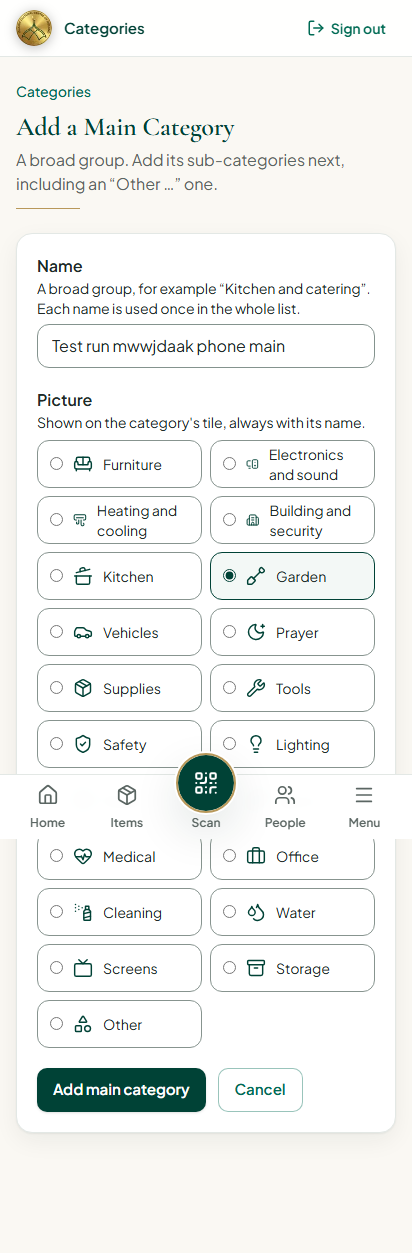 Categories
Sign out
Categories
Add a Main Category
A broad group. Add its sub-categories next,
including an “Other …” one.
Name
A broad group, for example “Kitchen and catering”.
Each name is used once in the whole list.
Test run mwwjdaak phone main
Picture
Shown on the category's tile, always with its name.
Furniture
Electronics
and sound
Heating and
cooling
Building and
security
Kitchen
Garden
Vehicles
Prayer
Supplies
Tools
Safety
Lighting
Home
Items
Scan
People
Menu
Medical
Office
Cleaning
Water
Screens
Storage
Other
Add main category
Cancel